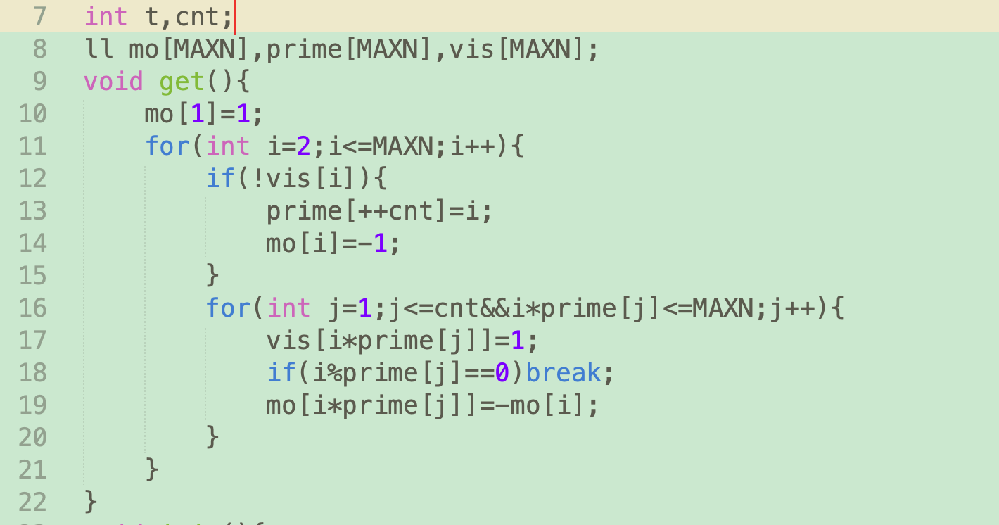 7 int t,cnt;
8 ll mo[MAXN],prime[MAXN],vis[MAXN];
9 void get(){
10 mo[1]=1;
11 for(int i=2;i<=MAXN;i++){
12 if(!vis[i]){
13 prime[++cnt]=i;
14 mo[i]=-1;
15 }
16 for(int j=1;j<=cnt&&i*prime[j]<=MAXN;j++){
17 vis[i*prime[j]]=1;
18 if(i%prime[j]==0)break;
19 mo[i*prime[j]]=-mo[i];
20 }
21 }
22 }